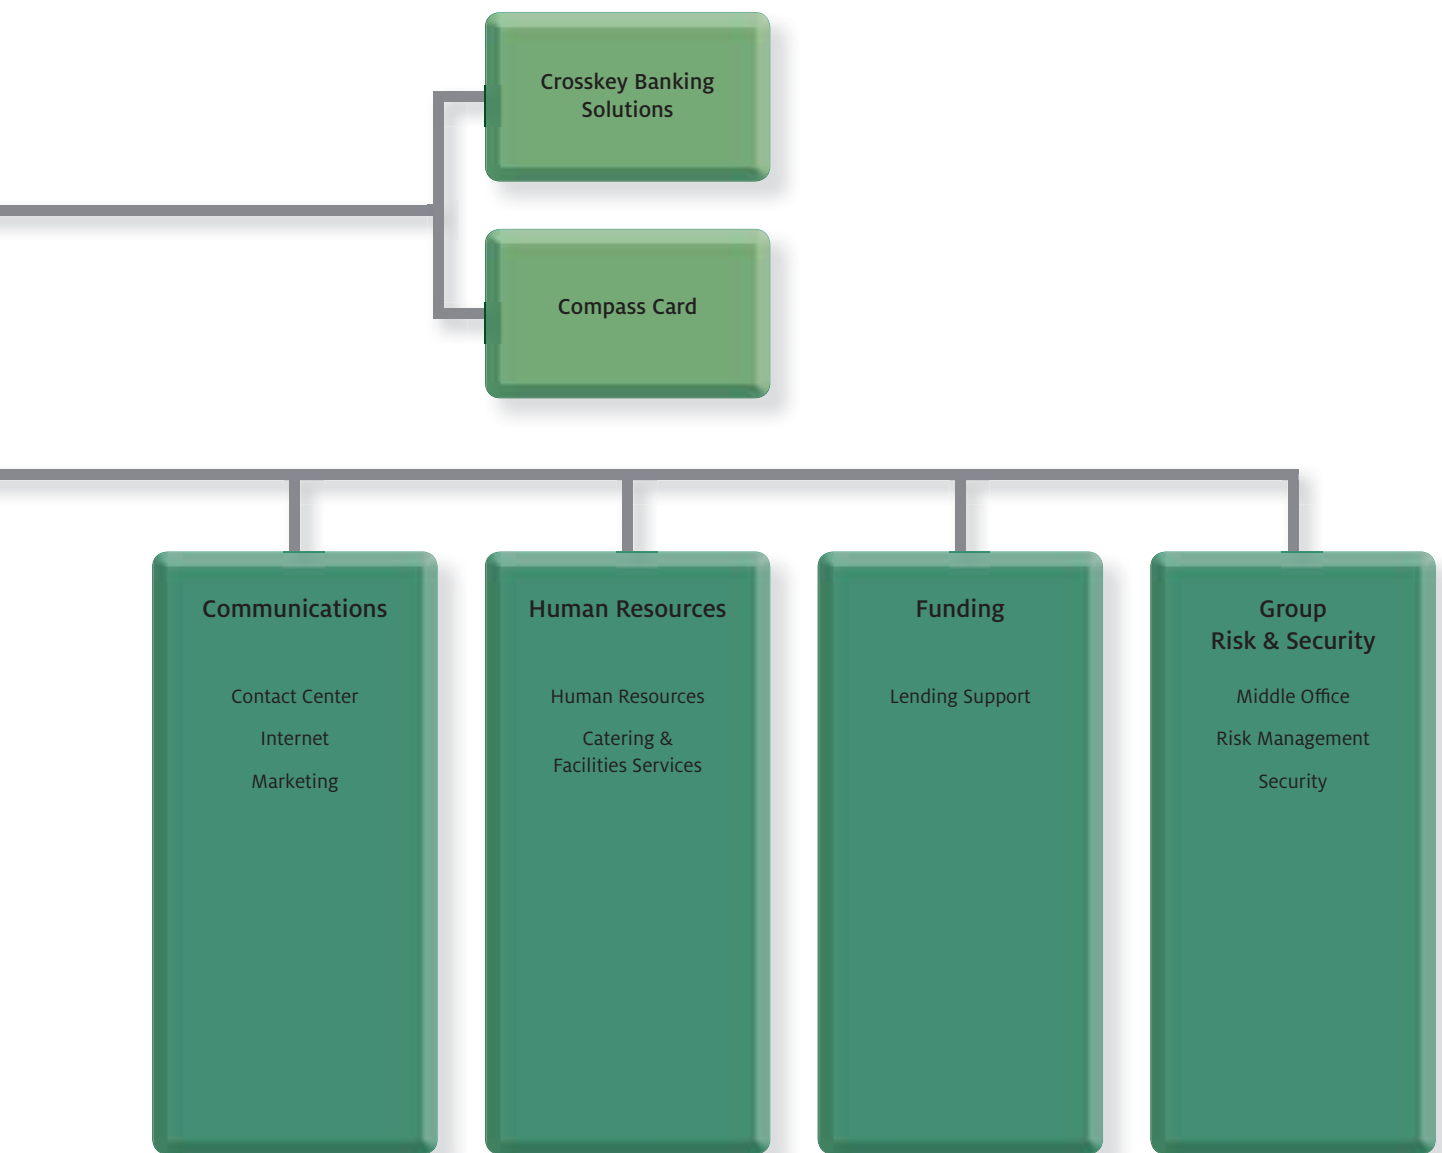 Crosskey Banking
Solutions
Compass Card
Communications
Contact Center
Internet
Marketing
Human Resources
Human Resources
Catering &
Facilities Services
Funding
Lending Support
Group
Risk & Security
Middle Office
Risk Management
Security